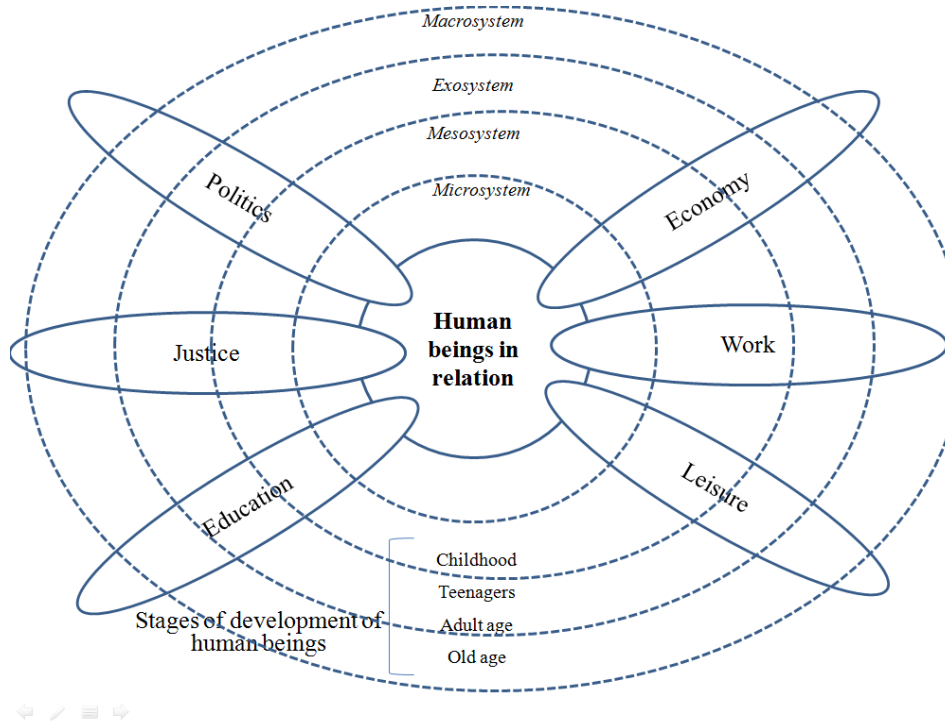 Macrosystem
Exosystem
Mesosystem
Microsystem
Politics
Economy
Human
beings in
relation
Justice
Work
Education
Leisure
Childhood
Teenagers
Stages of development of
human beings
Adult age
Old age